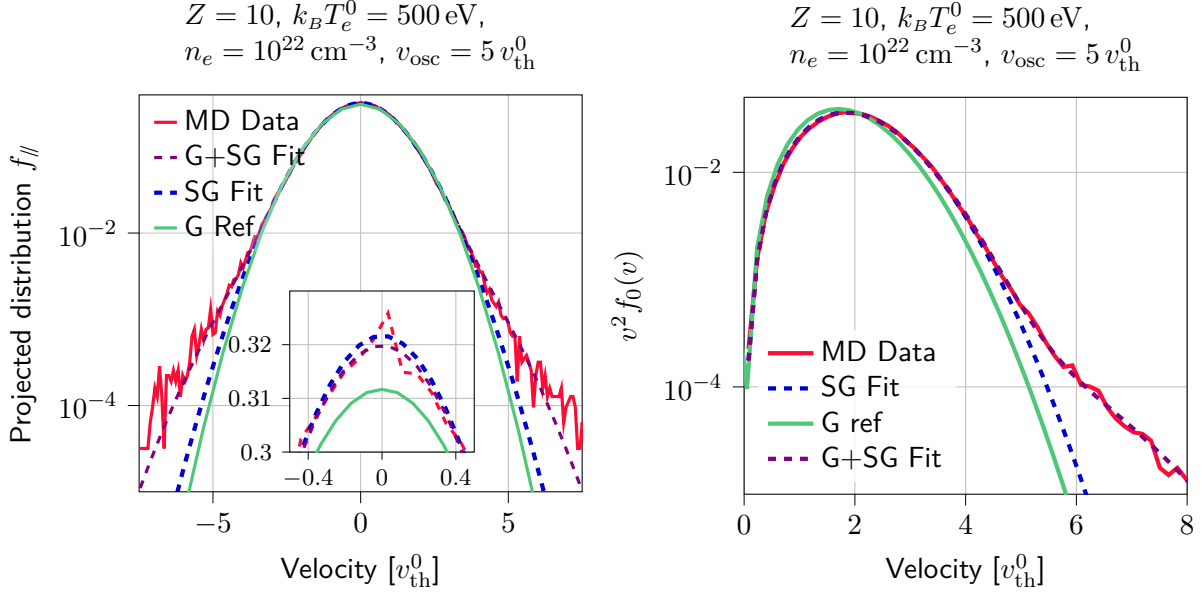 Z = 10, k_B T_e^0 = 500 eV,
n_e = 10^22 cm^−3, v_osc = 5 v_th^0
Projected distribution f_//
10^−2
10^−4
MD Data
G+SG Fit
SG Fit
G Ref
0.32
0.31
0.3
−0.4
0
0.4
−5
0
5
Velocity [v_th^0]
Z = 10, k_B T_e^0 = 500 eV,
n_e = 10^22 cm^−3, v_osc = 5 v_th^0
v^2 f_0(v)
10^−2
10^−4
MD Data
SG Fit
G ref
G+SG Fit
0
2
4
6
8
Velocity [v_th^0]